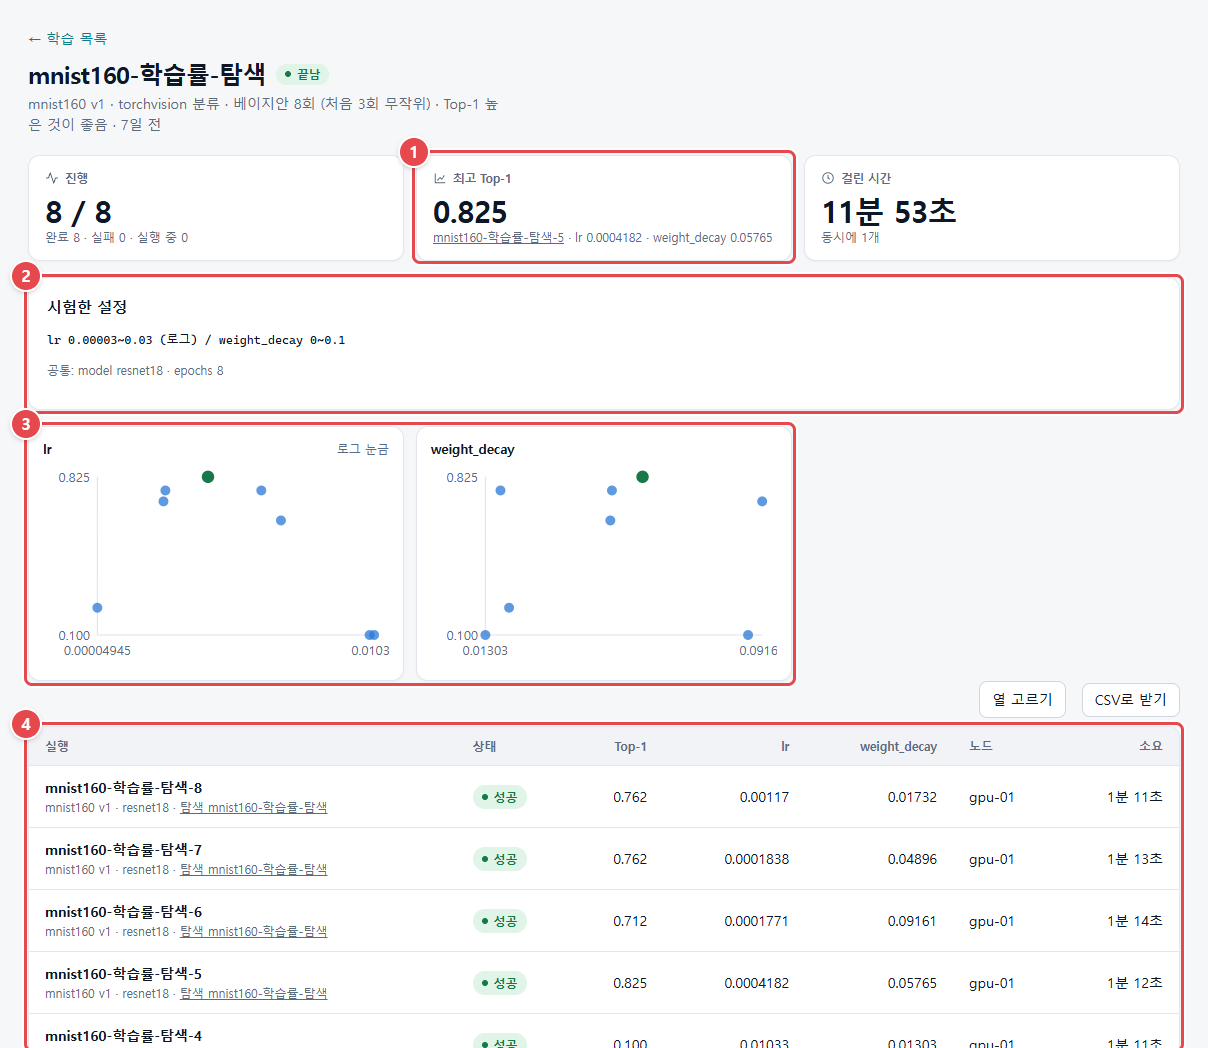 ← 학습 목록
mnist160-학습률-탐색 끝남
mnist160 v1 · torchvision 분류 · 베이지안 8회 (처음 3회 무작위) · Top-1 높
은 것이 좋음 · 7일 전
1
진행
8 / 8
완료 8 · 실패 0 · 실행 중 0
최고 Top-1
0.825
mnist160-학습률-탐색-5 · lr 0.0004182 · weight_decay 0.05765
걸린 시간
11분 53초
동시에 1개
2
시험한 설정
lr 0.00003~0.03 (로그) / weight_decay 0~0.1
공통: model resnet18 · epochs 8
3
lr 로그 눈금
0.825
0.100
0.00004945 0.0103
weight_decay
0.825
0.100
0.01303 0.0916
열 고르기 CSV로 받기
4
실행 상태 Top-1 lr weight_decay 노드 소요
mnist160-학습률-탐색-8
mnist160 v1 · resnet18 · 탐색 mnist160-학습률-탐색
성공 0.762 0.00117 0.01732 gpu-01 1분 11초
mnist160-학습률-탐색-7
mnist160 v1 · resnet18 · 탐색 mnist160-학습률-탐색
성공 0.762 0.0001838 0.04896 gpu-01 1분 13초
mnist160-학습률-탐색-6
mnist160 v1 · resnet18 · 탐색 mnist160-학습률-탐색
성공 0.712 0.0001771 0.09161 gpu-01 1분 14초
mnist160-학습률-탐색-5
mnist160 v1 · resnet18 · 탐색 mnist160-학습률-탐색
성공 0.825 0.0004182 0.05765 gpu-01 1분 12초
mnist160-학습률-탐색-4
성공 0.100 0.01033 0.01303 gpu-01 1분 11초